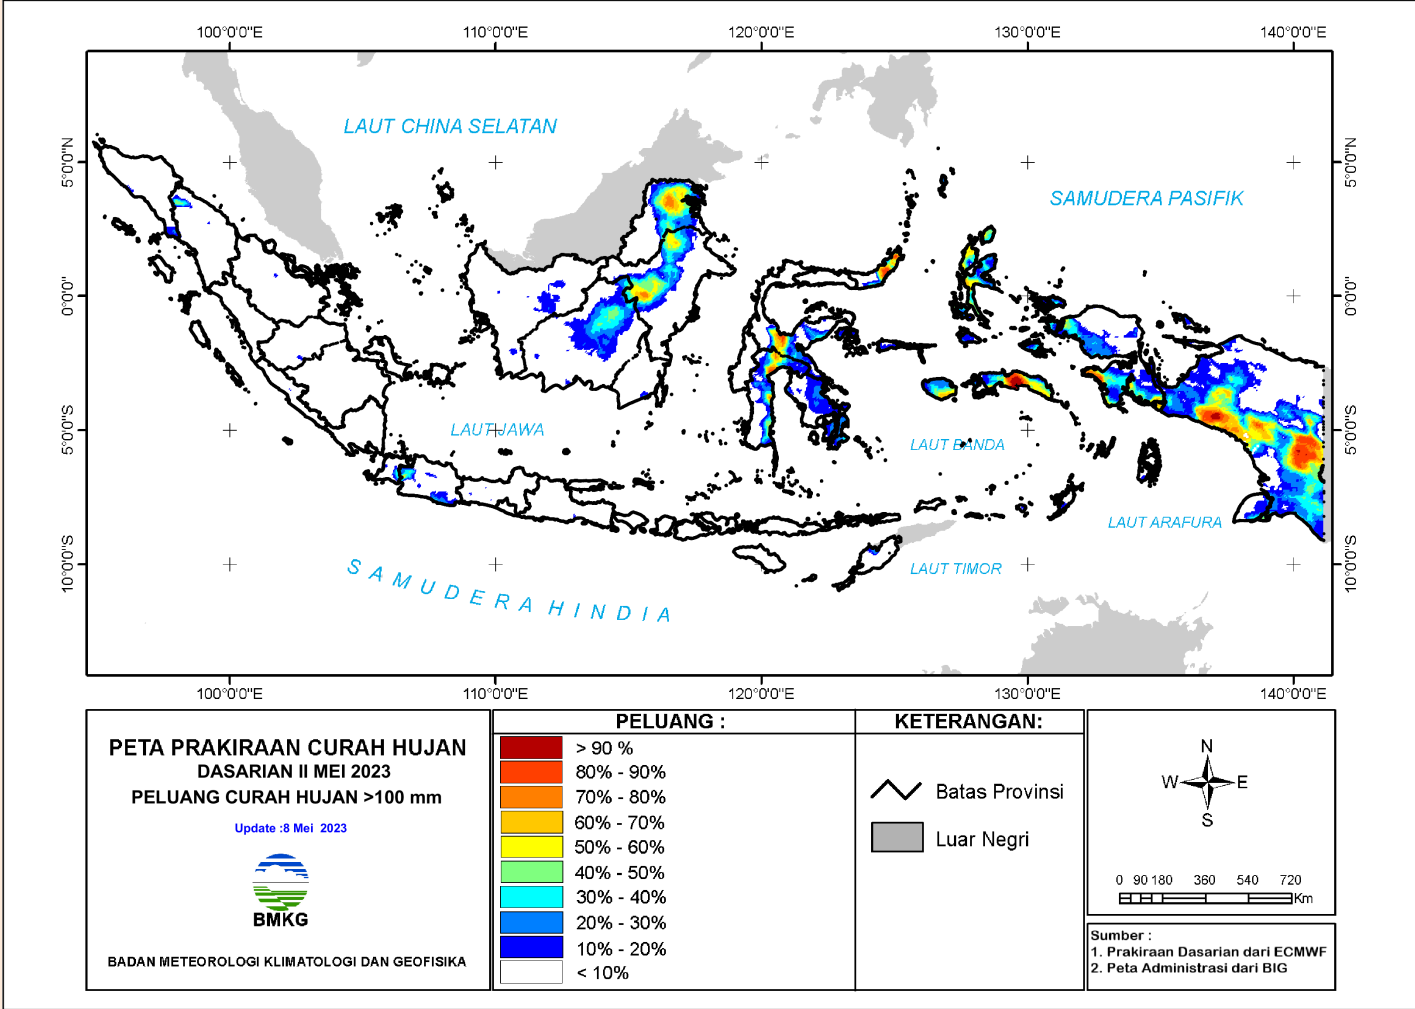 100°0'0"E 110°0'0"E 120°0'0"E 130°0'0"E 140°0'0"E
LAUT CHINA SELATAN
5°0'0"N 5°0'0"N
SAMUDERA PASIFIK
0°0'0" 0°0'0"
5°0'0"S 5°0'0"S
LAUT JAWA
LAUT BANDA
LAUT ARAFURA
10°0'0"S 10°0'0"S
LAUT TIMOR
SAMUDERA HINDIA
100°0'0"E 110°0'0"E 120°0'0"E 130°0'0"E 140°0'0"E
PETA PRAKIRAAN CURAH HUJAN
DASARIAN II MEI 2023
PELUANG CURAH HUJAN >100 mm
Update :8 Mei 2023
BMKG
BADAN METEOROLOGI KLIMATOLOGI DAN GEOFISIKA
PELUANG :
> 90 %
80% - 90%
70% - 80%
60% - 70%
50% - 60%
40% - 50%
30% - 40%
20% - 30%
10% - 20%
< 10%
KETERANGAN:
Batas Provinsi
Luar Negri
N
W E
S
0 90 180 360 540 720
Km
Sumber :
1. Prakiraan Dasarian dari ECMWF
2. Peta Administrasi dari BIG